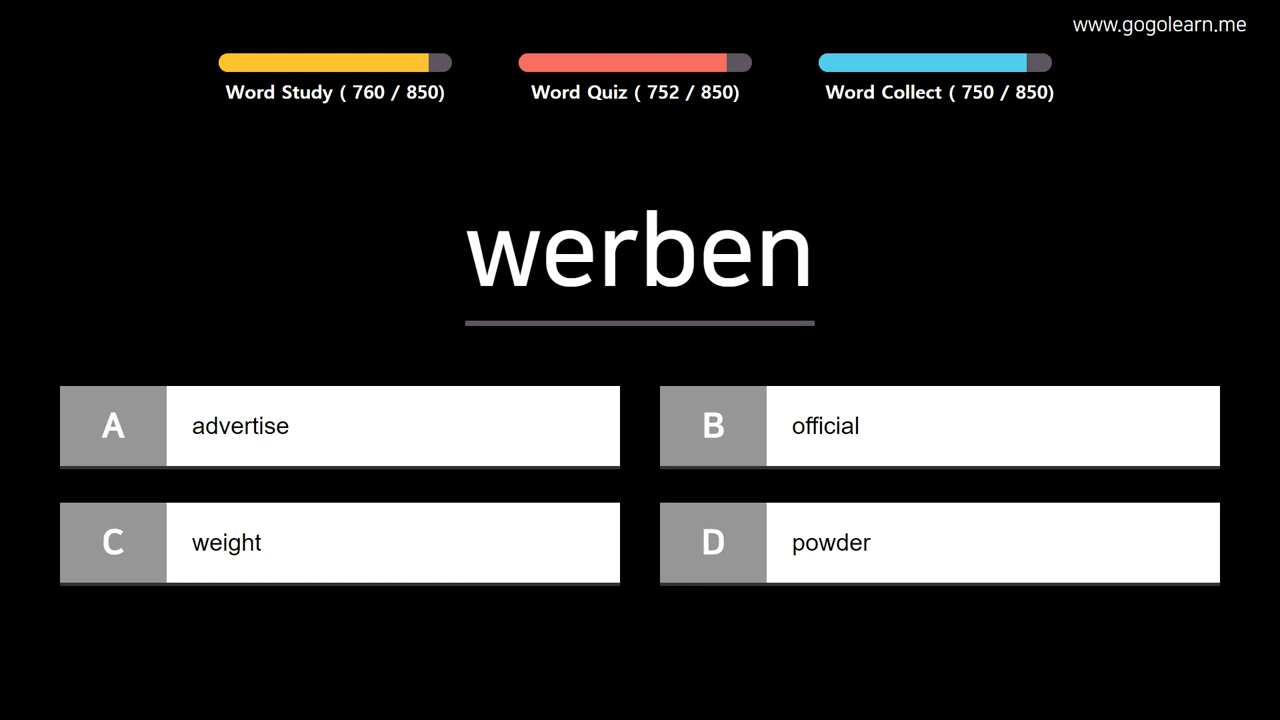 www.gogolearn.me
Word Study ( 760 / 850)
Word Quiz ( 752 / 850)
Word Collect ( 750 / 850)
werben
A advertise
B official
C weight
D powder